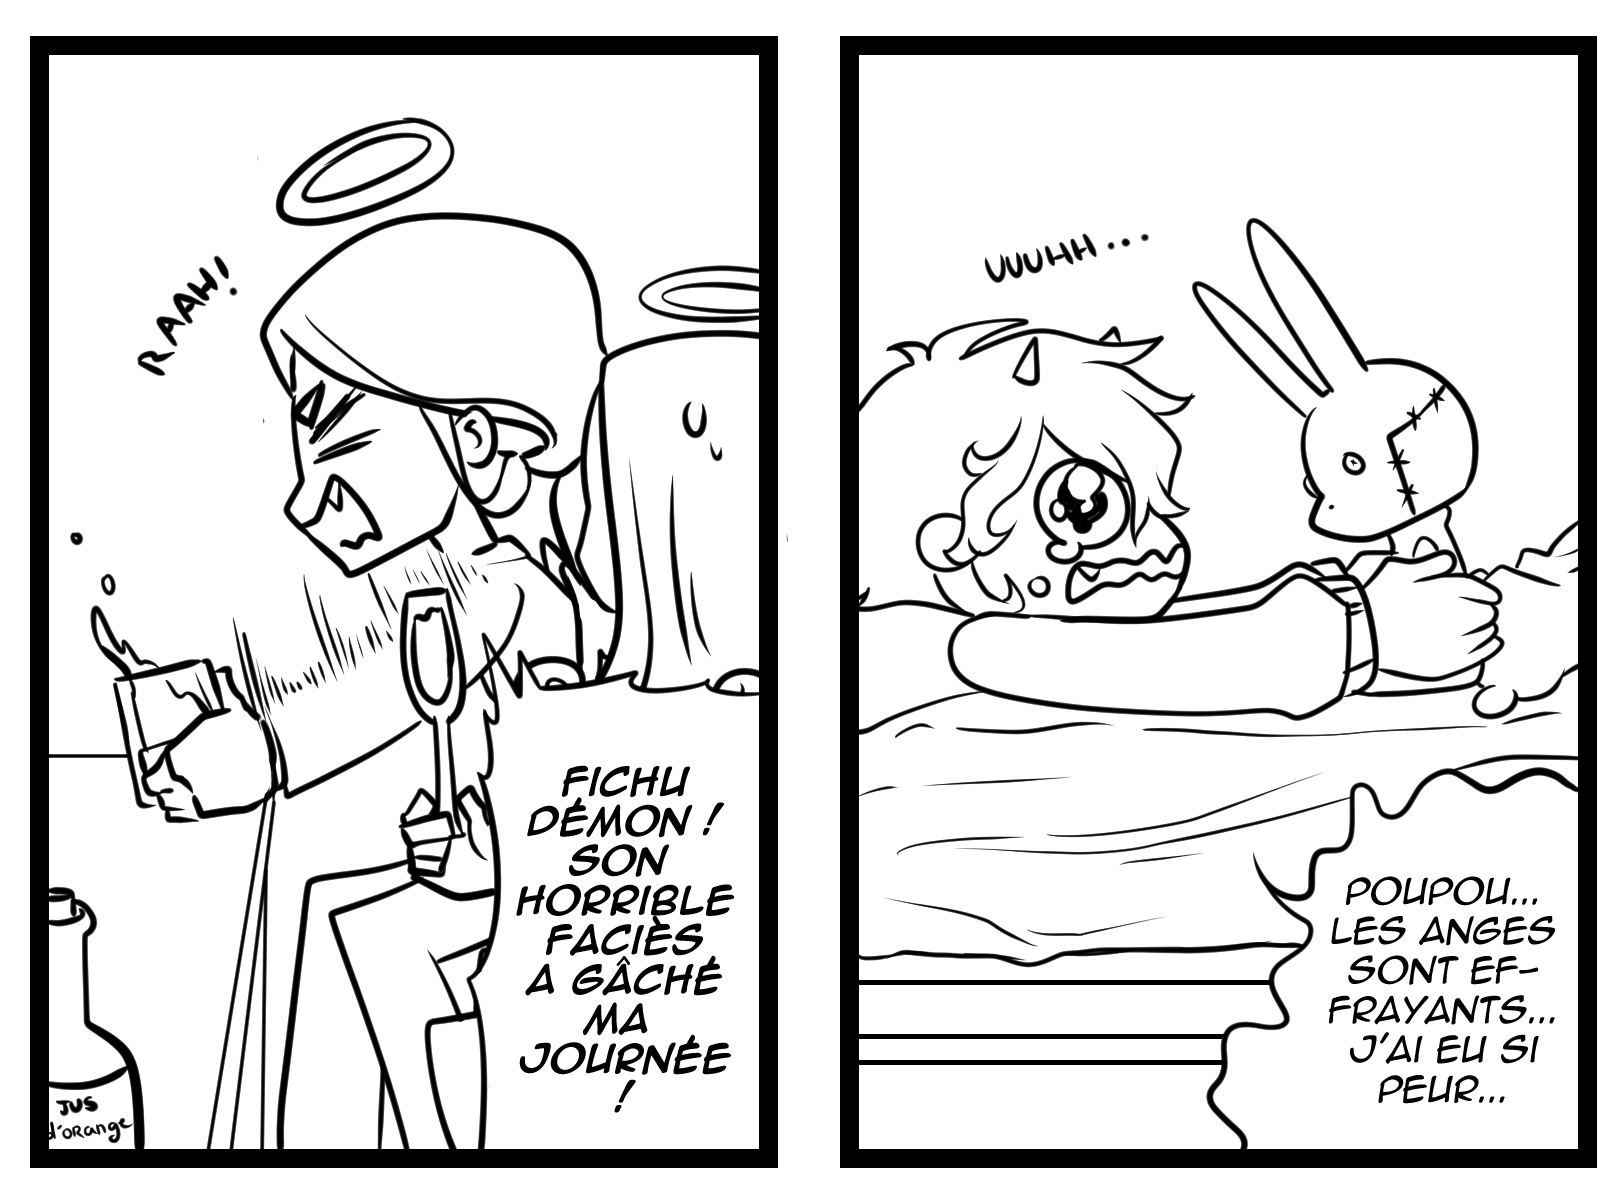 RAAH!
FICHU
DÉMON !
SON
HORRIBLE
FACIÈS
A GÂCHÉ
MA
JOURNÉE
!
JUS
d'orange
UUUHH...
POUPOU...
LES ANGES
SONT EF-
FRAYANTS...
J'AI EU SI
PEUR...